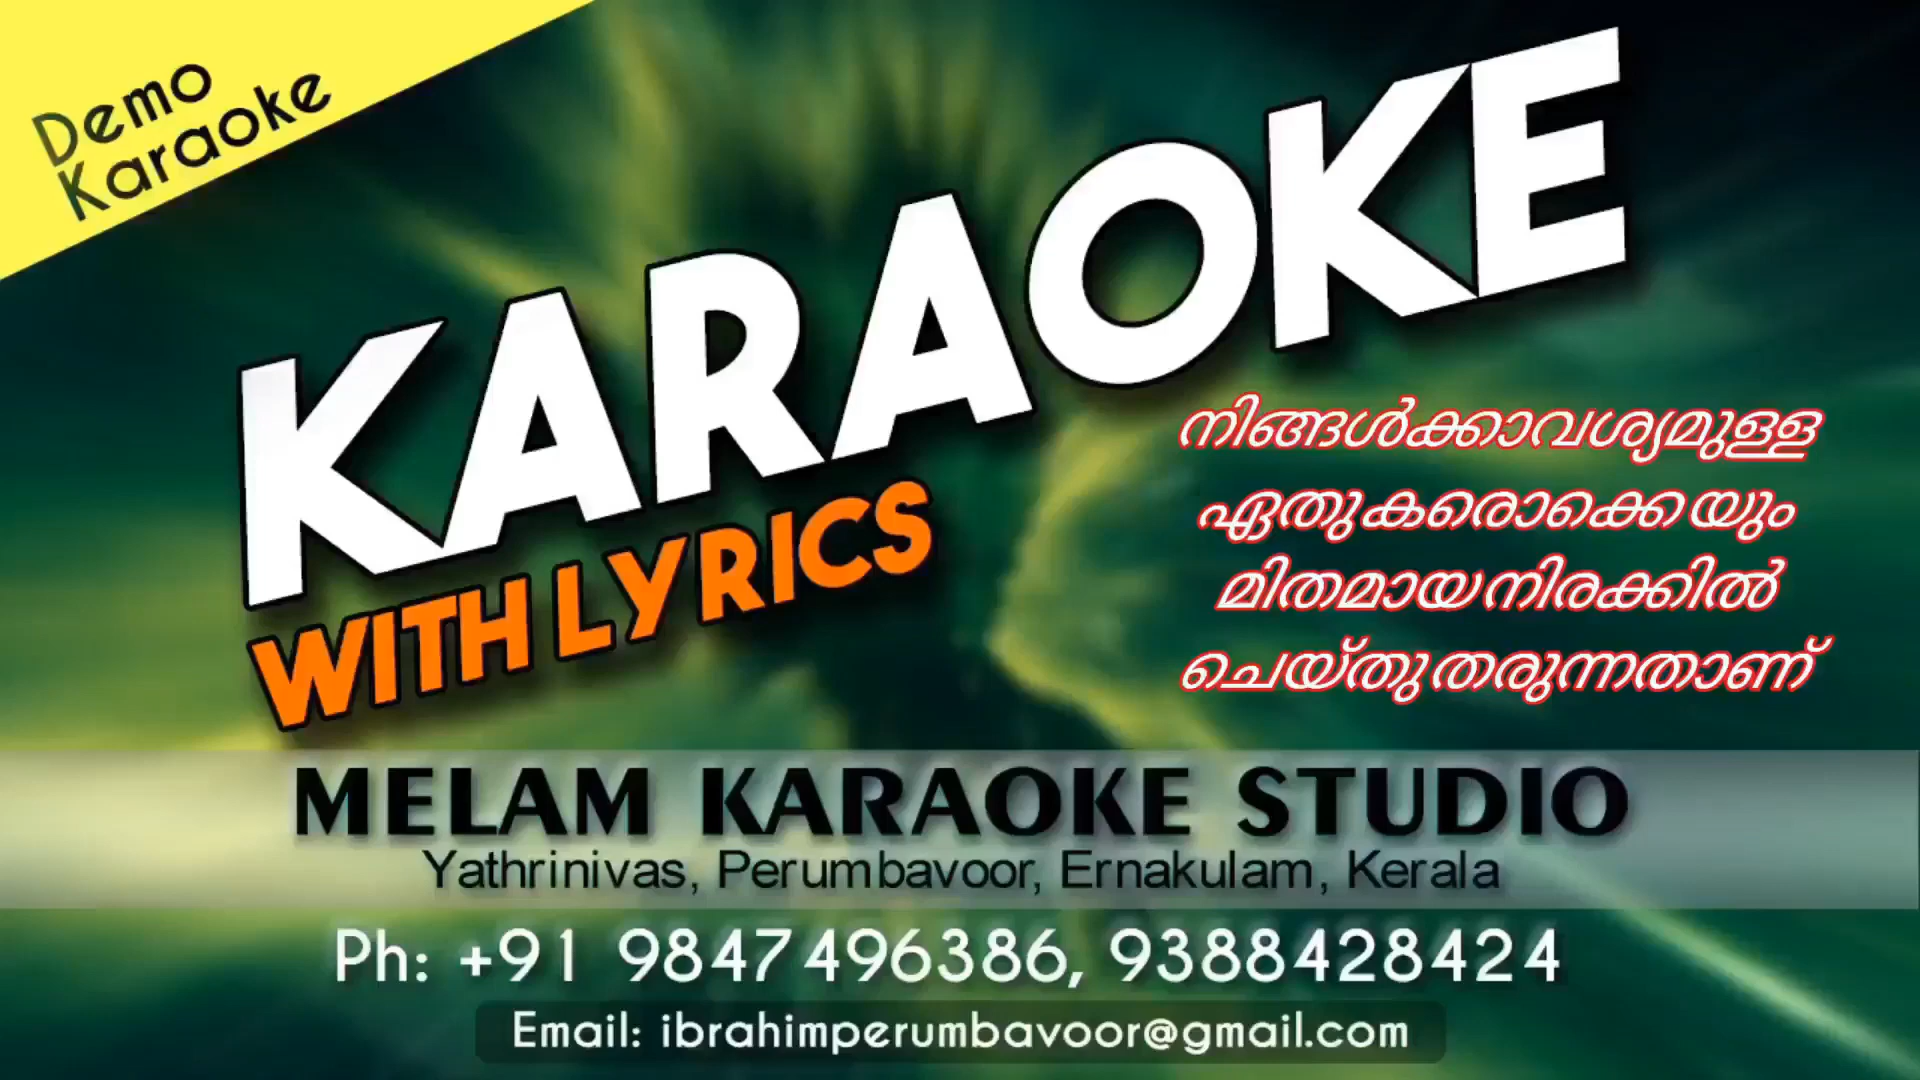 Demo
Karaoke
KARAOKE
WITH LYRICS
നിങ്ങൾക്കാവശ്യമുള്ള
ഏതുകരൊക്കെയും
മിതമായനിരക്കിൽ
ചെയ്തുതരുന്നതാണ്
MELAM KARAOKE STUDIO
Yathrinivas, Perumbavoor, Ernakulam, Kerala
Ph: +91 9847496386, 9388428424
Email: ibrahimperumbavoor@gmail.com